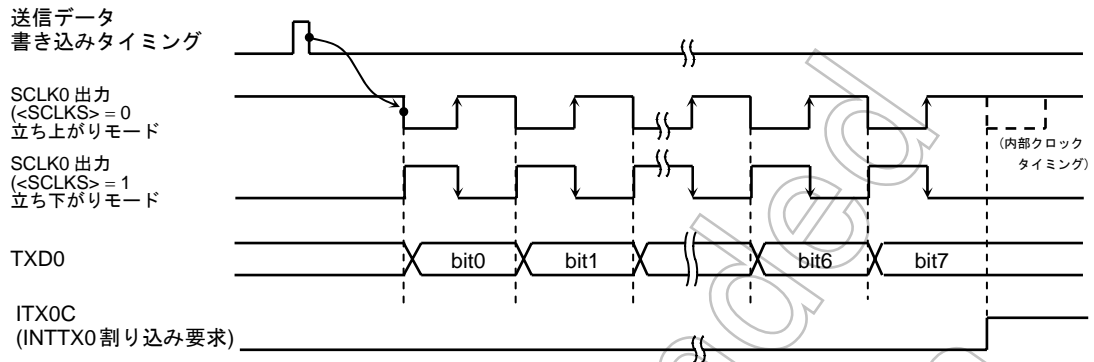 送信データ
書き込みタイミング
SCLK0 出力
(<SCLKS> = 0
立ち上がりモード
(内部クロック
タイミング)
SCLK0 出力
(<SCLKS> = 1
立ち下がりモード
TXD0
bit0
bit1
bit6
bit7
ITX0C
(INTTX0 割り込み要求)